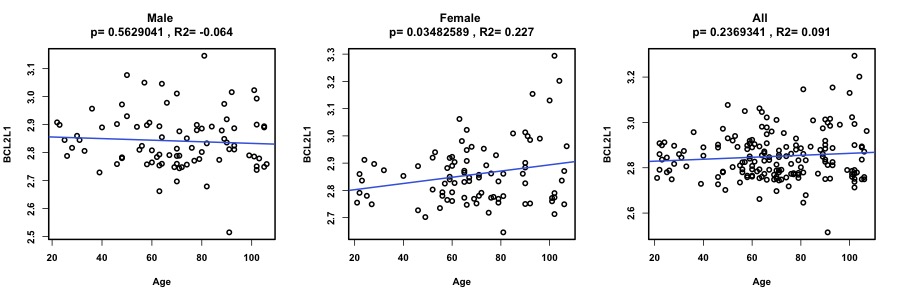 Male
p= 0.5629041 , R2= -0.064
BCL2L1
3.1
3.0
2.9
2.8
2.7
2.6
2.5
20 40 60 80 100
Age
Female
p= 0.03482589 , R2= 0.227
BCL2L1
3.3
3.2
3.1
3.0
2.9
2.8
2.7
20 40 60 80 100
Age
All
p= 0.2369341 , R2= 0.091
BCL2L1
3.2
3.0
2.8
2.6
20 40 60 80 100
Age